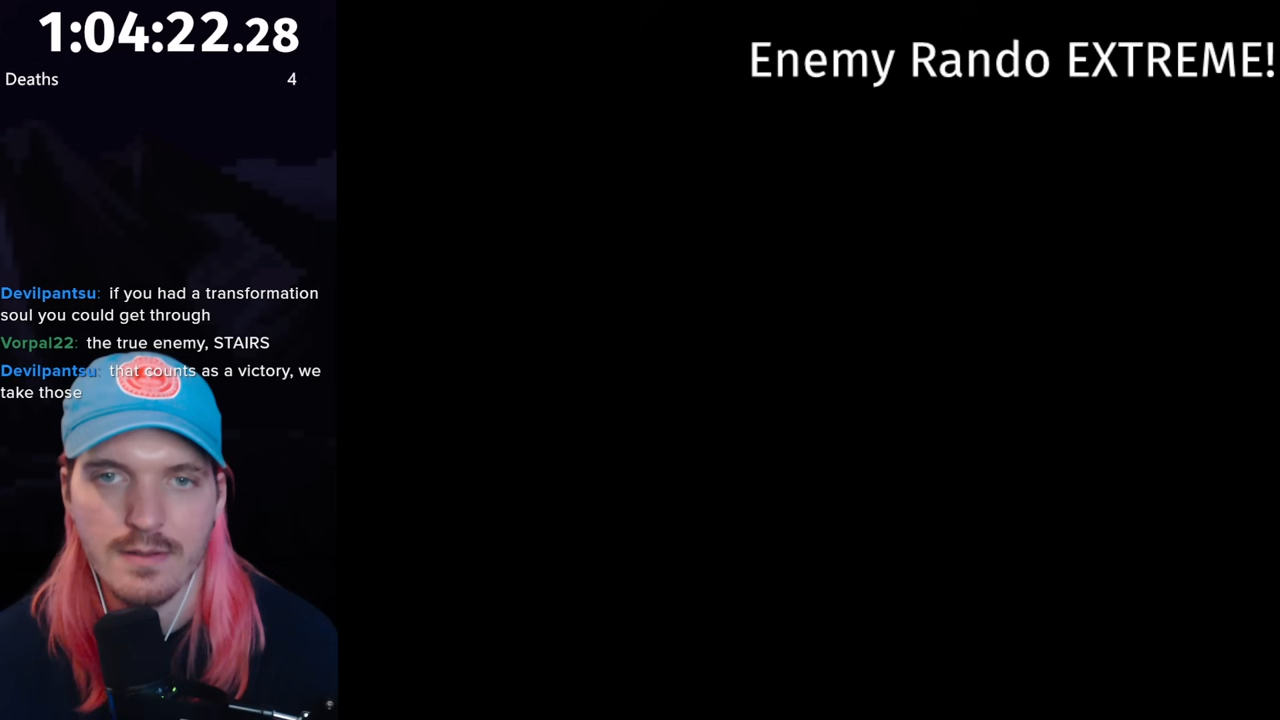 1:04:22.28
Deaths 4
Enemy Rando EXTREME!
Devilpantsu: if you had a transformation
soul you could get through
Vorpal22: the true enemy, STAIRS
Devilpantsu: that counts as a victory, we
take those